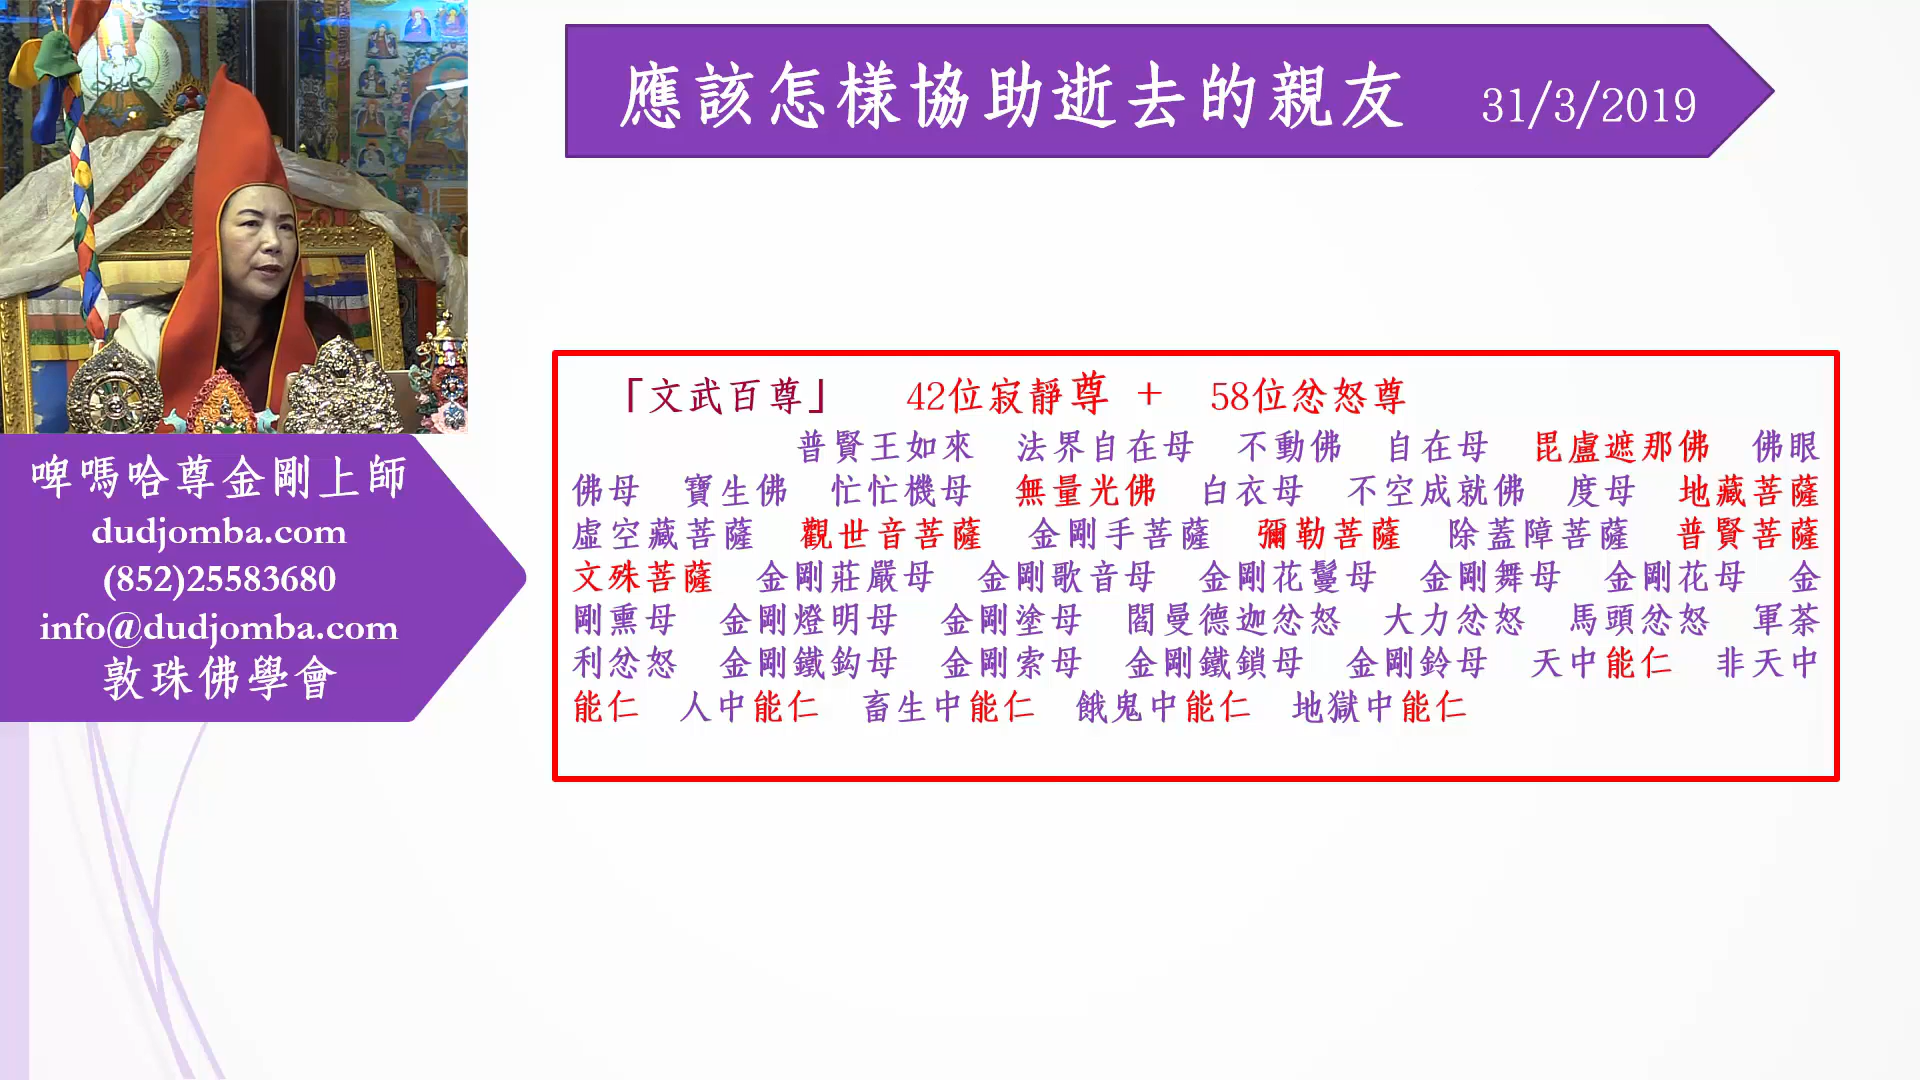 應該怎樣協助逝去的親友 31/3/2019
「文武百尊」 42位寂靜尊 + 58位忿怒尊
普賢王如來 法界自在母 不動佛 自在母 毘盧遮那佛 佛眼
佛母 寶生佛 忙忙機母 無量光佛 白衣母 不空成就佛 度母 地藏菩薩
虛空藏菩薩 觀世音菩薩 金剛手菩薩 彌勒菩薩 除蓋障菩薩 普賢菩薩
文殊菩薩 金剛莊嚴母 金剛歌音母 金剛花鬘母 金剛舞母 金剛花母 金
剛熏母 金剛燈明母 金剛塗母 閻曼德迦忿怒 大力忿怒 馬頭忿怒 軍荼
利忿怒 金剛鐵鈎母 金剛索母 金剛鐵鎖母 金剛鈴母 天中能仁 非天中
能仁 人中能仁 畜生中能仁 餓鬼中能仁 地獄中能仁
啤嗎哈尊金剛上師
dudjomba.com
(852)25583680
info@dudjomba.com
敦珠佛學會